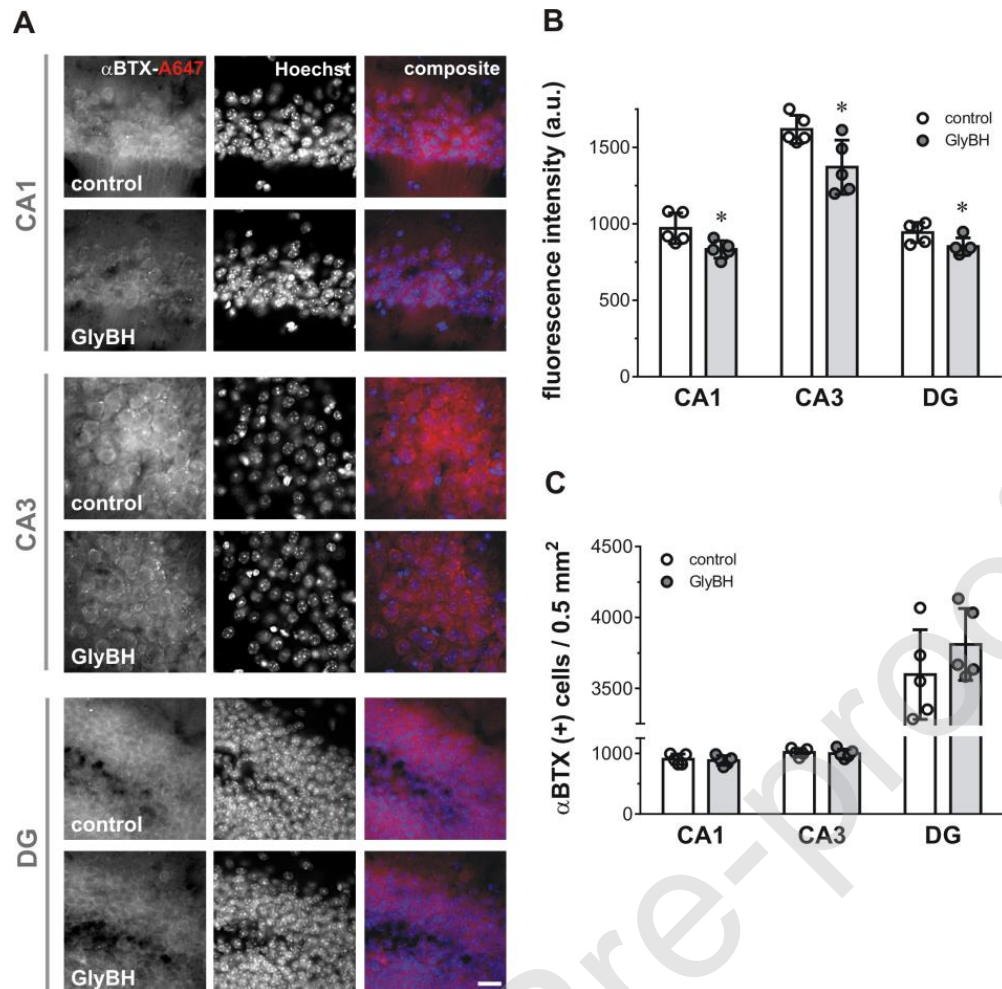 A
αBTX-A647
Hoechst
composite
CA1
control
GlyBH
CA3
control
GlyBH
DG
control
GlyBH
B
fluorescence intensity (a.u.)
1500
1000
500
0
control
GlyBH
*
*
*
CA1
CA3
DG
C
αBTX (+) cells / 0.5 mm²
4500
4000
3500
1000
0
control
GlyBH
CA1
CA3
DG
re-proo